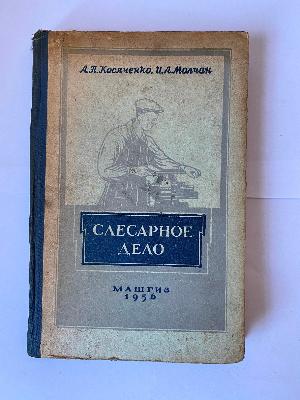 А. П. Косяченко, И. А. Молчан
СЛЕСАРНОЕ
ДЕЛО
МАШГИЗ
1956